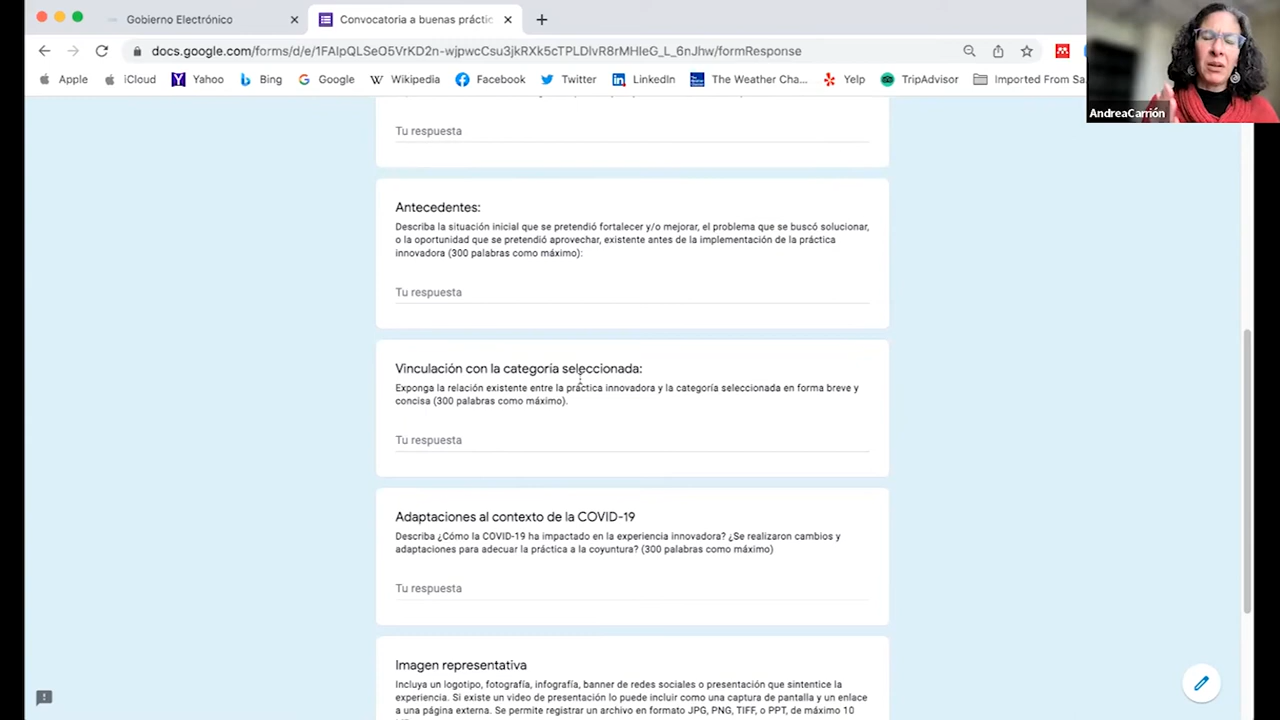 Gobierno Electrónico
Convocatoria a buenas práctic
docs.google.com/forms/d/e/1FAIpQLSeO5VrKD2n-wjpwcCsu3jkRXk5cTPLDlvR8rMHIeG_L_6nJhw/formResponse
Apple
iCloud
Yahoo
Bing
Google
Wikipedia
Facebook
Twitter
LinkedIn
The Weather Cha...
Yelp
TripAdvisor
Imported From Sa
AndreaCarrión
Tu respuesta
Antecedentes:
Describa la situación inicial que se pretendió fortalecer y/o mejorar, el problema que se buscó solucionar,
o la oportunidad que se pretendió aprovechar, existente antes de la implementación de la práctica
innovadora (300 palabras como máximo):
Tu respuesta
Vinculación con la categoría seleccionada:
Exponga la relación existente entre la práctica innovadora y la categoría seleccionada en forma breve y
concisa (300 palabras como máximo).
Tu respuesta
Adaptaciones al contexto de la COVID-19
Describa ¿Cómo la COVID-19 ha impactado en la experiencia innovadora? ¿Se realizaron cambios y
adaptaciones para adecuar la práctica a la coyuntura? (300 palabras como máximo)
Tu respuesta
Imagen representativa
Incluya un logotipo, fotografía, infografía, banner de redes sociales o presentación que sintentice la
experiencia. Si existe un video de presentación lo puede incluir como una captura de pantalla y un enlace
a una página externa. Se permite registrar un archivo en formato JPG, PNG, TIFF, o PPT, de máximo 10